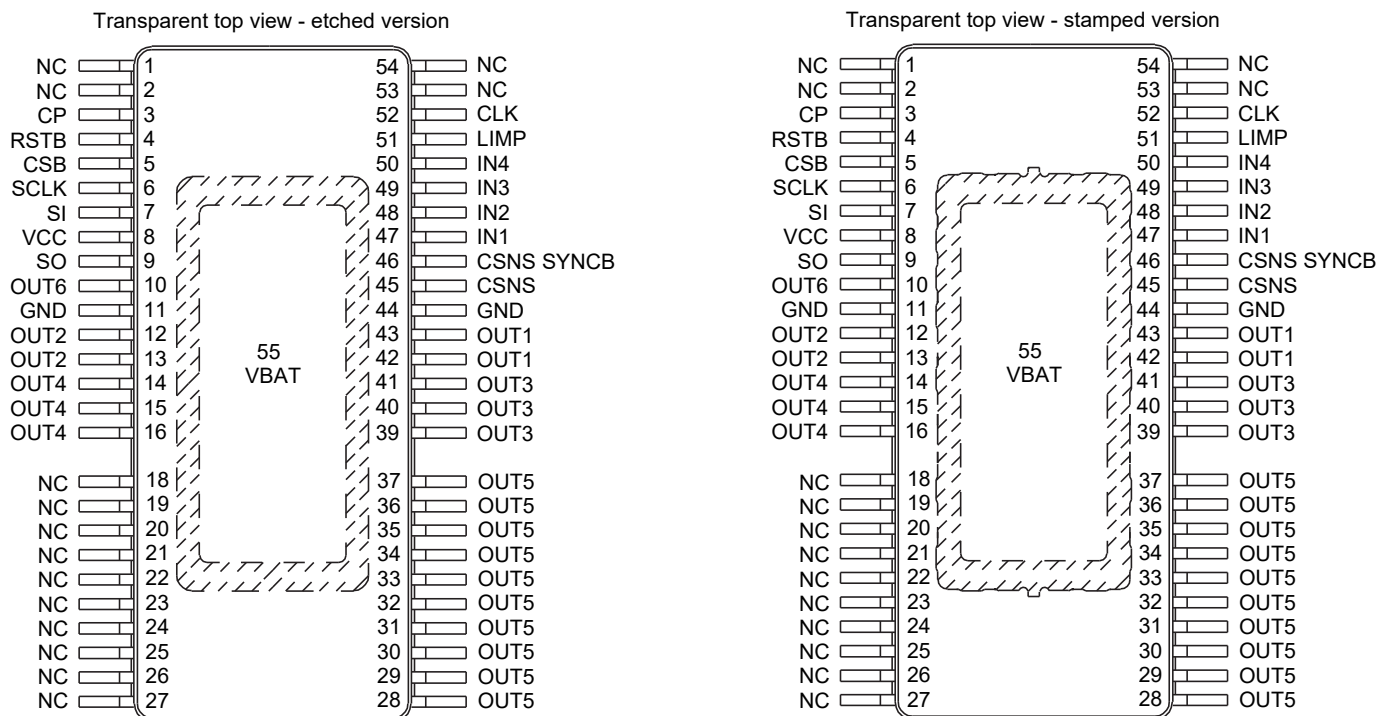 Transparent top view - etched version
NC 1 54 NC
NC 2 53 NC
CP 3 52 CLK
RSTB 4 51 LIMP
CSB 5 50 IN4
SCLK 6 49 IN3
SI 7 48 IN2
VCC 8 47 IN1
SO 9 46 CSNS SYNCB
OUT6 10 45 CSNS
GND 11 44 GND
OUT2 12 43 OUT1
OUT2 13 42 OUT1
OUT4 14 41 OUT3
OUT4 15 40 OUT3
OUT4 16 39 OUT3
NC 18 37 OUT5
NC 19 36 OUT5
NC 20 35 OUT5
NC 21 34 OUT5
NC 22 33 OUT5
NC 23 32 OUT5
NC 24 31 OUT5
NC 25 30 OUT5
NC 26 29 OUT5
NC 27 28 OUT5
55
VBAT
Transparent top view - stamped version
NC 1 54 NC
NC 2 53 NC
CP 3 52 CLK
RSTB 4 51 LIMP
CSB 5 50 IN4
SCLK 6 49 IN3
SI 7 48 IN2
VCC 8 47 IN1
SO 9 46 CSNS SYNCB
OUT6 10 45 CSNS
GND 11 44 GND
OUT2 12 43 OUT1
OUT2 13 42 OUT1
OUT4 14 41 OUT3
OUT4 15 40 OUT3
OUT4 16 39 OUT3
NC 18 37 OUT5
NC 19 36 OUT5
NC 20 35 OUT5
NC 21 34 OUT5
NC 22 33 OUT5
NC 23 32 OUT5
NC 24 31 OUT5
NC 25 30 OUT5
NC 26 29 OUT5
NC 27 28 OUT5
55
VBAT